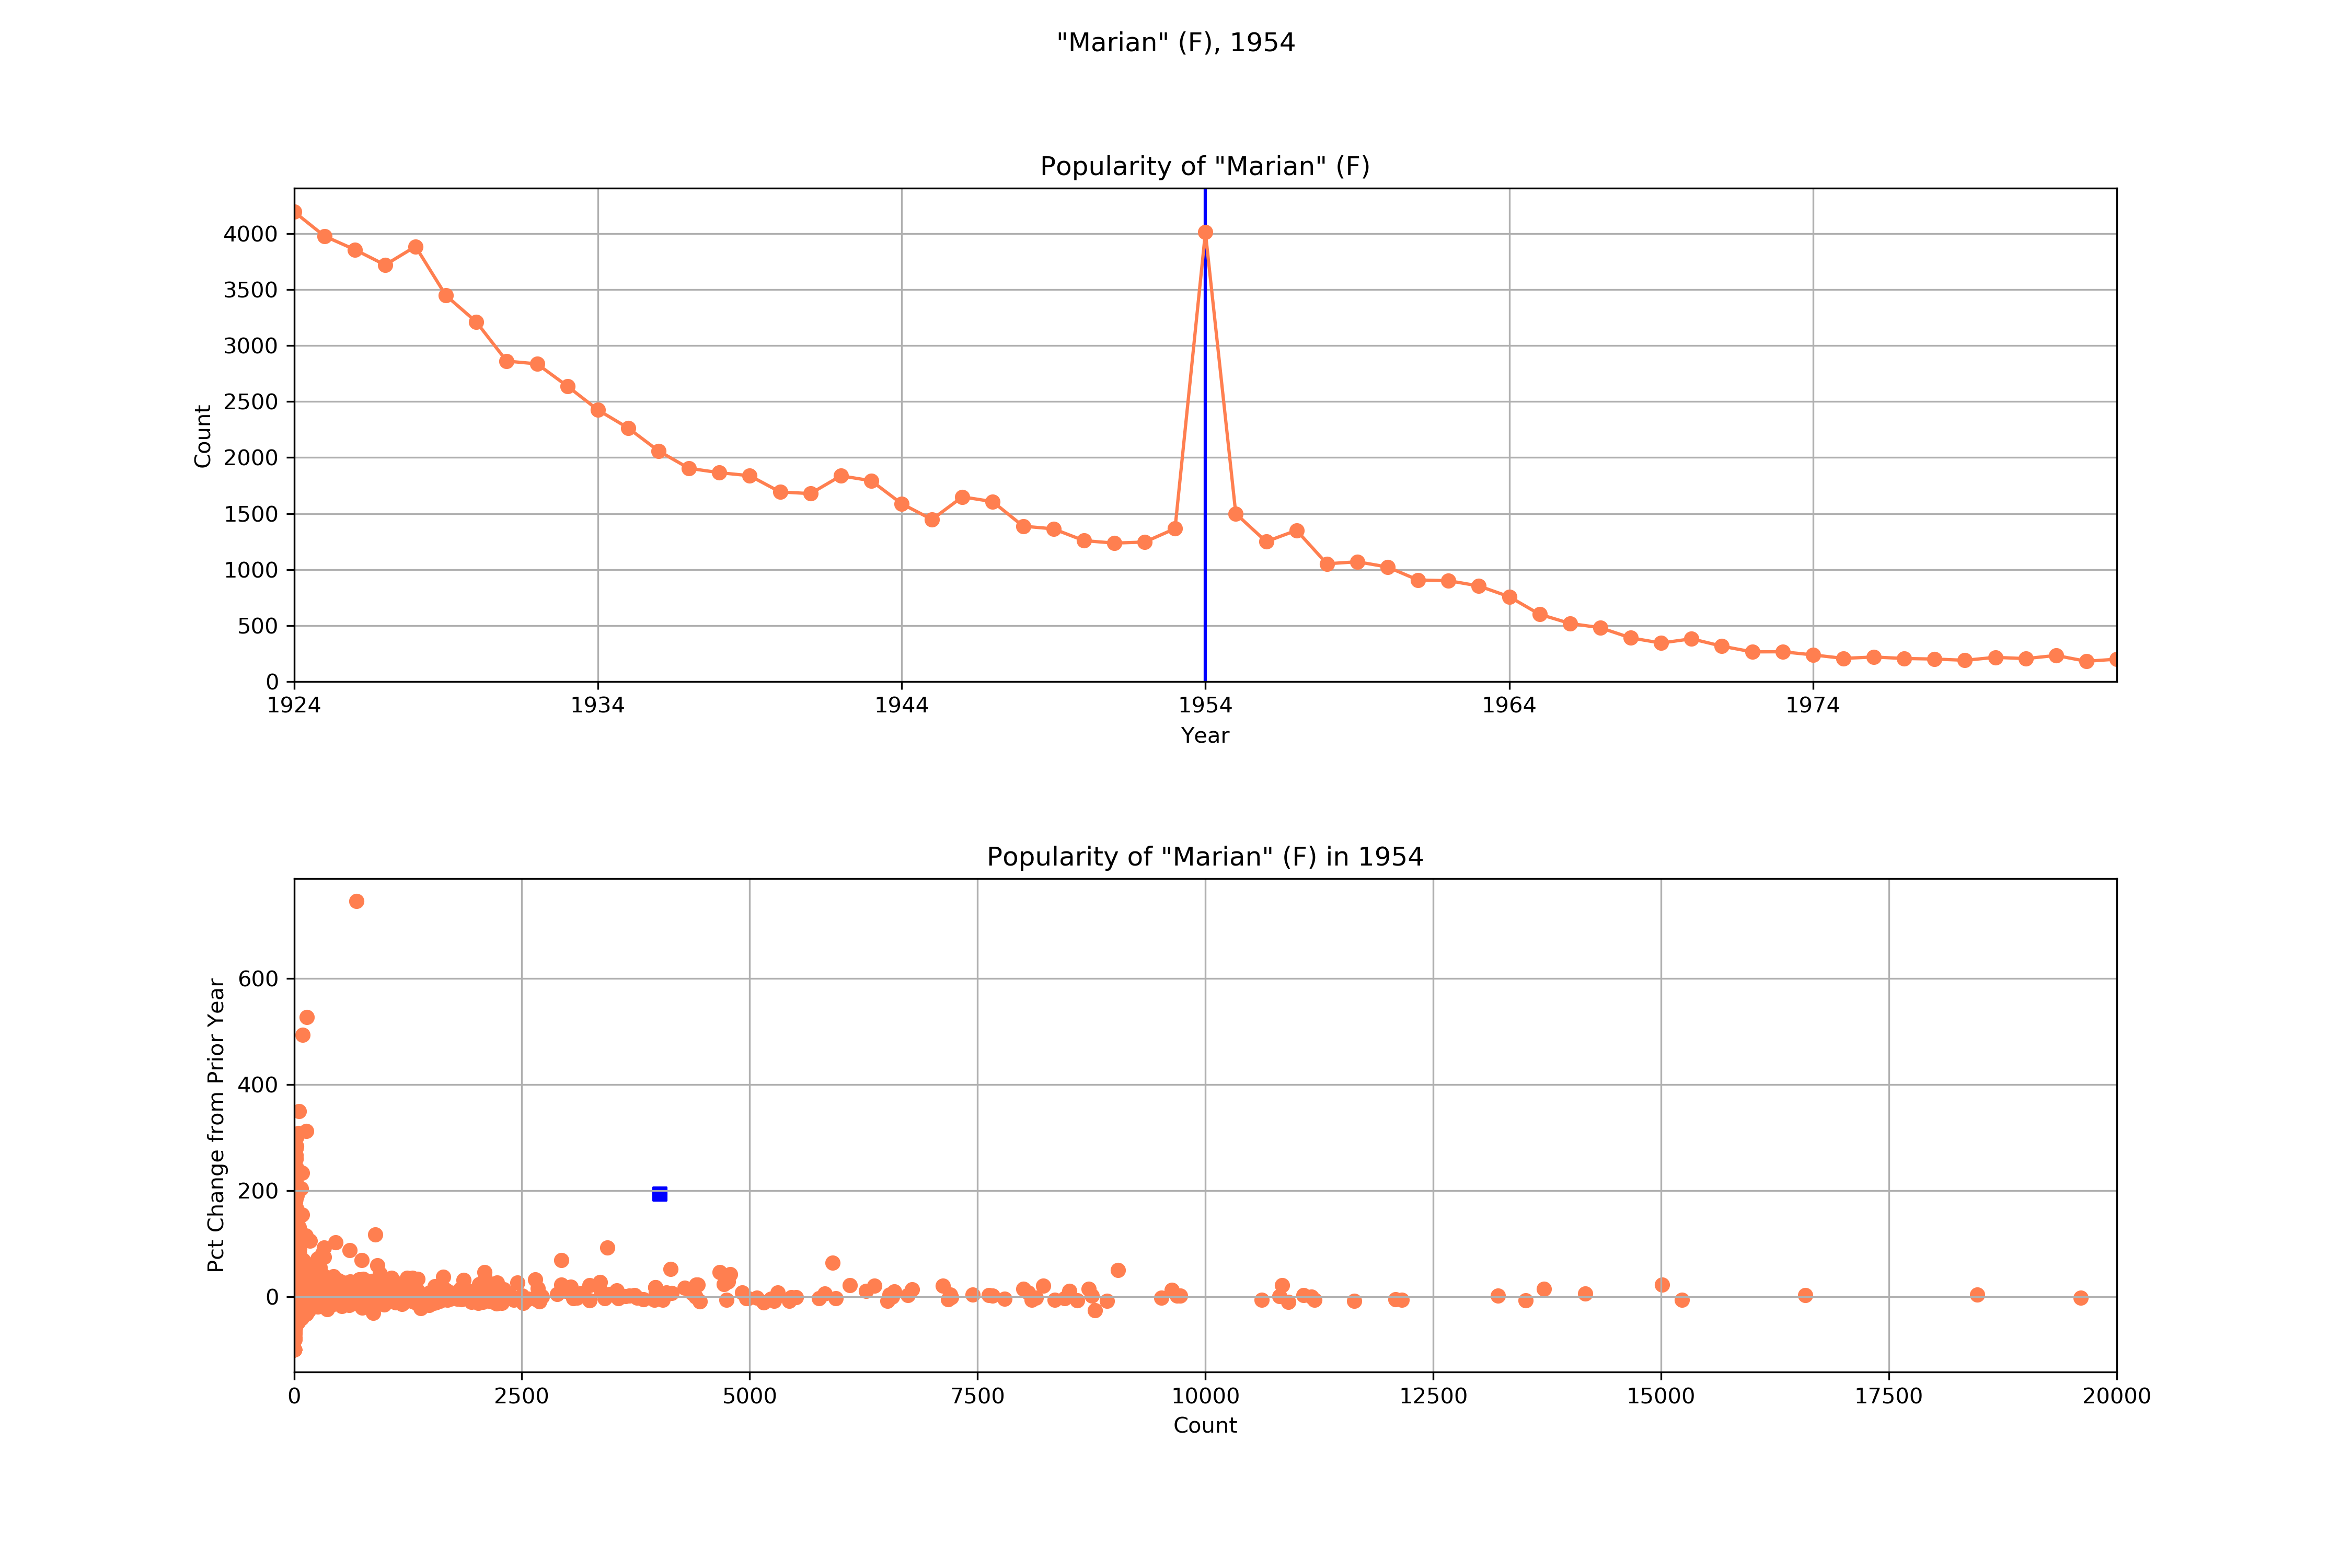 "Marian" (F), 1954
Popularity of "Marian" (F)
4000
3500
3000
2500
2000
1500
1000
500
0
Count
1924 1934 1944 1954 1964 1974
Year
Popularity of "Marian" (F) in 1954
600
400
200
0
Pct Change from Prior Year
0 2500 5000 7500 10000 12500 15000 17500 20000
Count